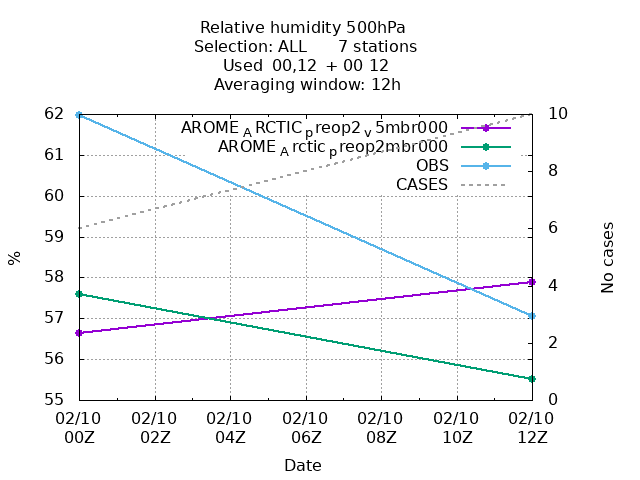 Relative humidity 500hPa
Selection: ALL 7 stations
Used 00,12 + 00 12
Averaging window: 12h
AROME_ARCTIC_preop2_v5mbr000
AROME_Arctic_preop2mbr000
OBS
CASES
62
61
60
59
58
57
56
55
%
10
8
6
4
2
0
No cases
02/10 02/10 02/10 02/10 02/10 02/10 02/10
00Z 02Z 04Z 06Z 08Z 10Z 12Z
Date